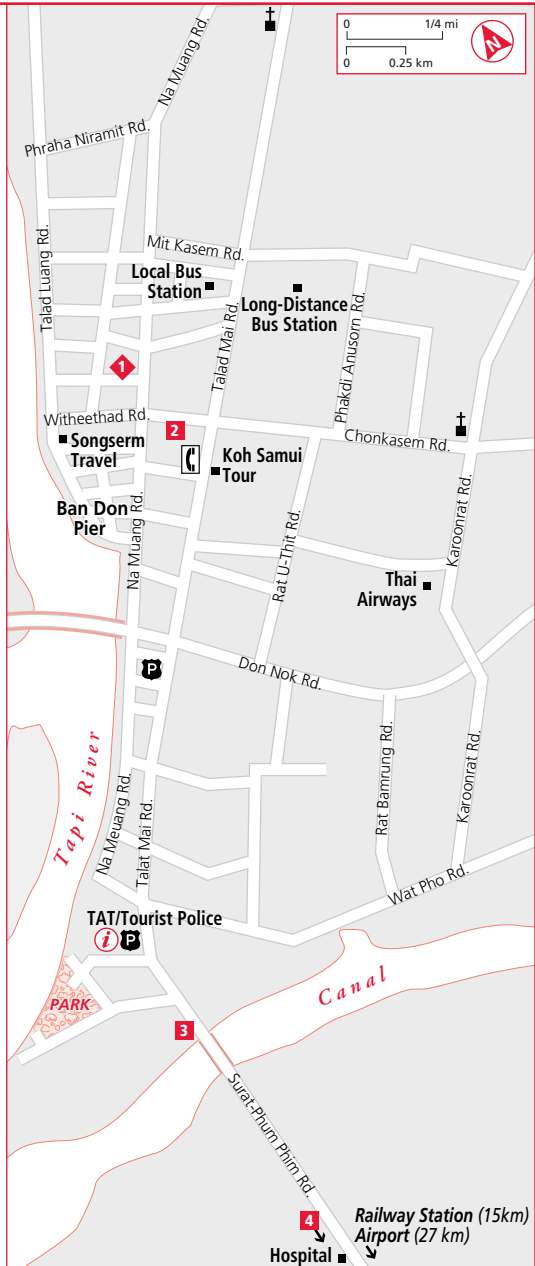 0 1/4 mi
0 0.25 km
N
Na Muang Rd.
Phraha Niramit Rd.
Talad Luang Rd.
Mit Kasem Rd.
Local Bus
Station
Long-Distance
Bus Station
Talad Mai Rd.
Phakdi Anusorn Rd.
1
Witheethad Rd.
2
Chonkasem Rd.
Songserm
Travel
Koh Samui
Tour
Ban Don
Pier
Na Muang Rd.
Rat U-Thit Rd.
Karoonrat Rd.
Thai
Airways
P
Don Nok Rd.
Tapi River
Na Meuang Rd.
Talat Mai Rd.
Rat Bamrung Rd.
Karoonrat Rd.
Wat Pho Rd.
TAT/Tourist Police
i P
Canal
PARK
3
Surat-Phum Phim Rd.
4
Railway Station (15km)
Airport (27 km)
Hospital